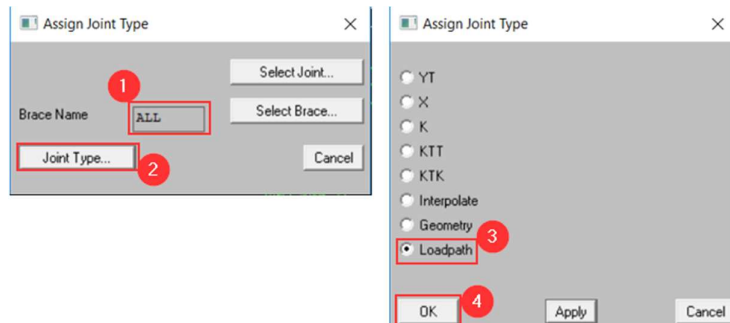 Assign Joint Type
Select Joint...
1
Brace Name
ALL
Select Brace...
Joint Type...
2
Cancel
Assign Joint Type
YT
X
K
KTT
KTK
Interpolate
Geometry
3
Loadpath
OK
4
Apply
Cancel